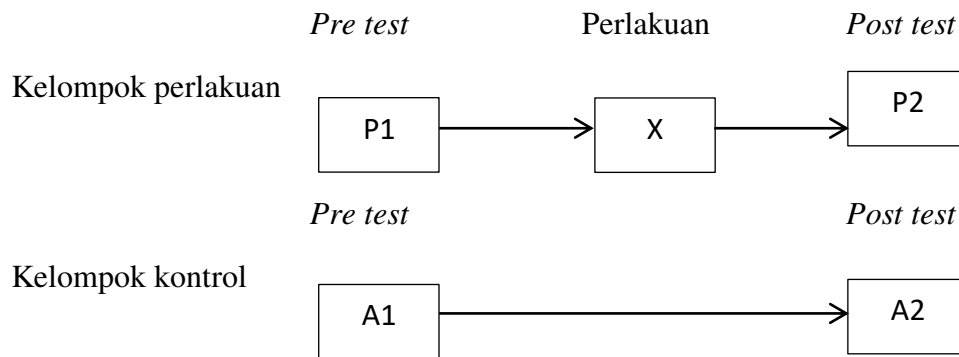 Pre test Perlakuan Post test
Kelompok perlakuan
P1 X P2
Pre test Post test
Kelompok kontrol
A1 A2